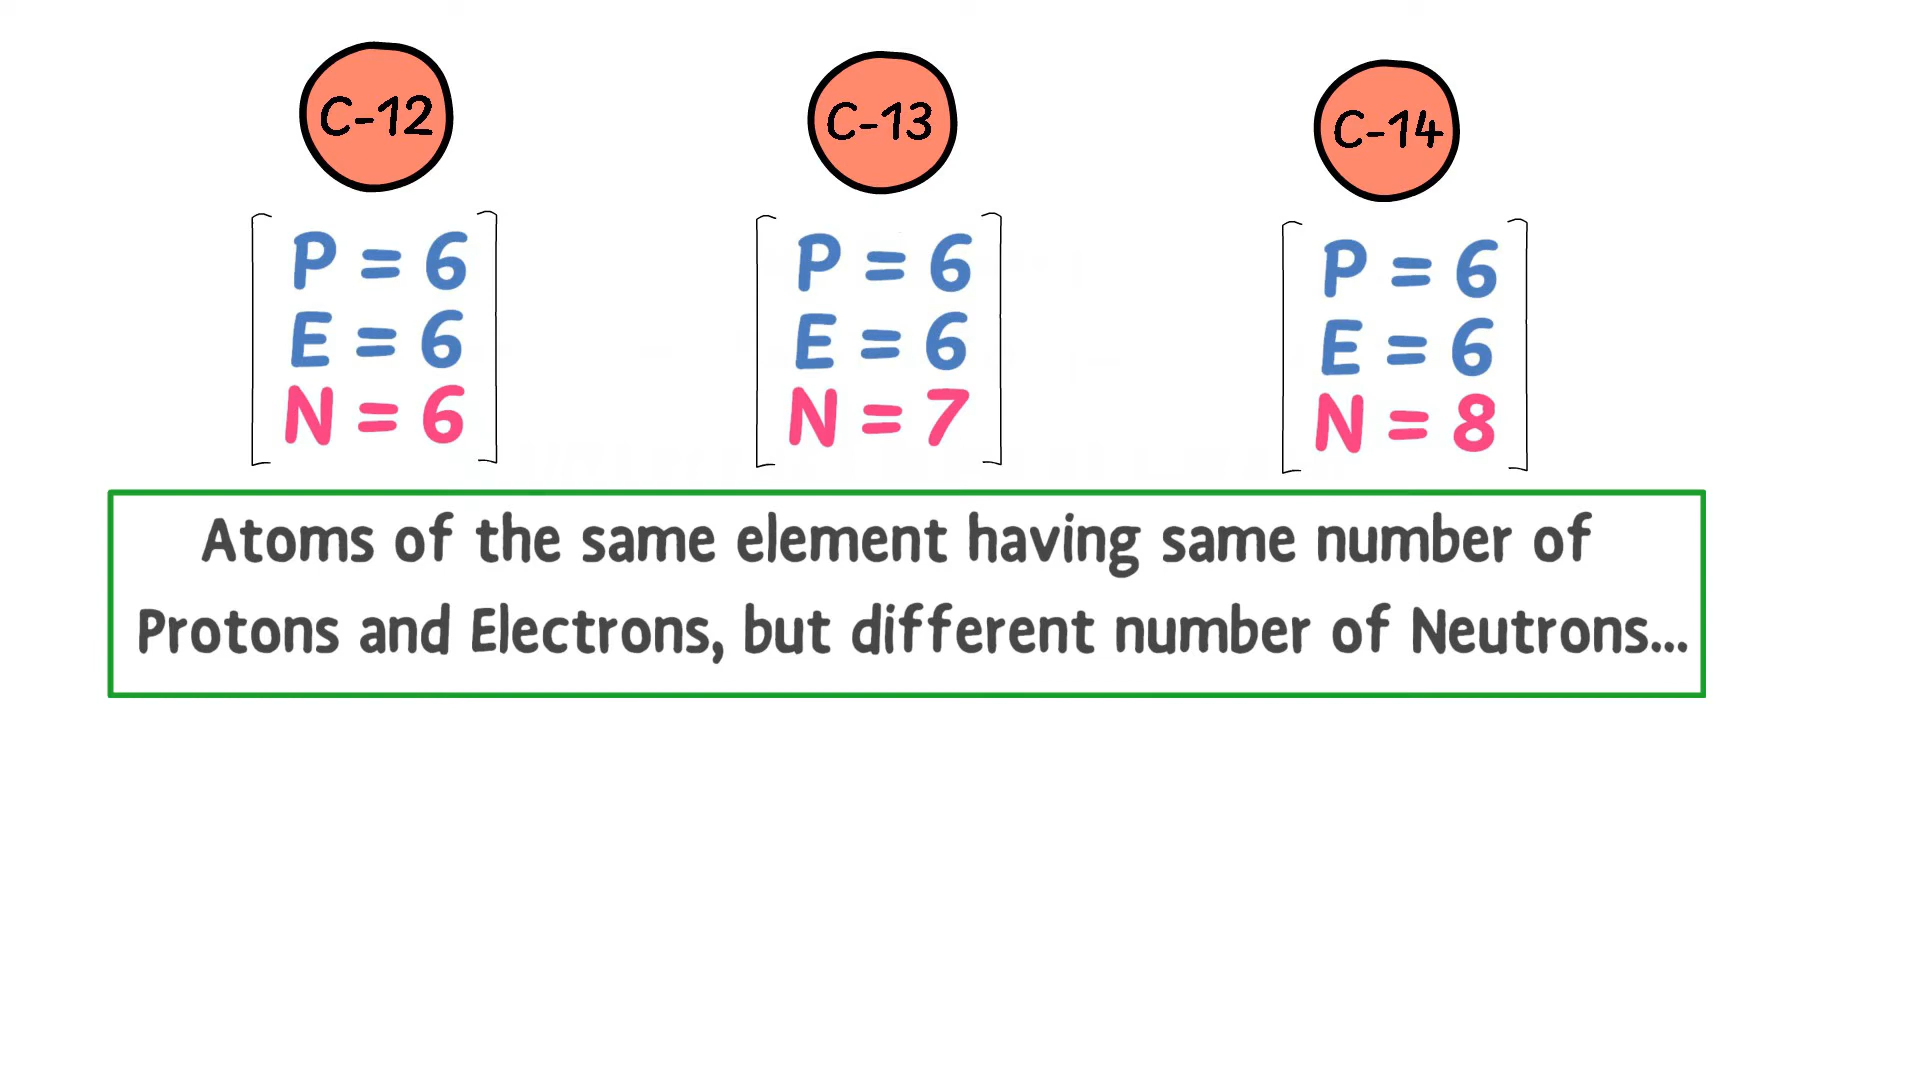 C-12
P = 6
E = 6
N = 6
C-13
P = 6
E = 6
N = 7
C-14
P = 6
E = 6
N = 8
Atoms of the same element having same number of
Protons and Electrons, but different number of Neutrons...